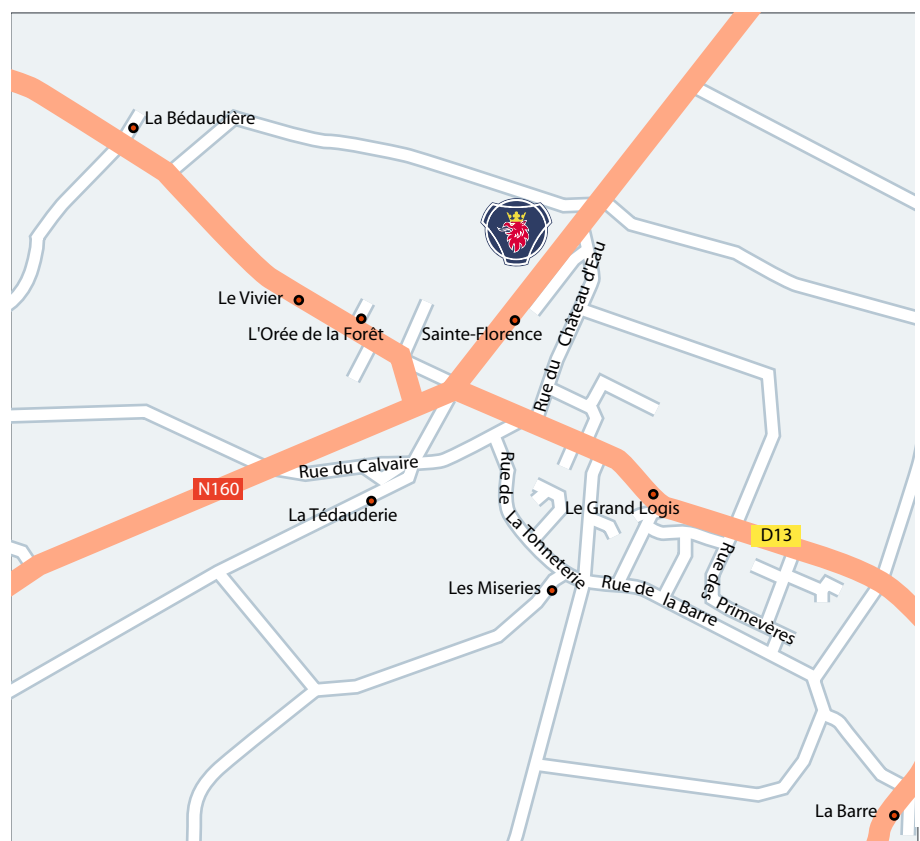 La Bédaudière
Le Vivier
L'Orée de la Forêt
Sainte-Florence
Rue du Château d'Eau
Rue du Calvaire
N160
La Tédauderie
Rue de La Tonneterie
Le Grand Logis
D13
Les Miseries
Rue de la Barre
Rue des Primevères
La Barre